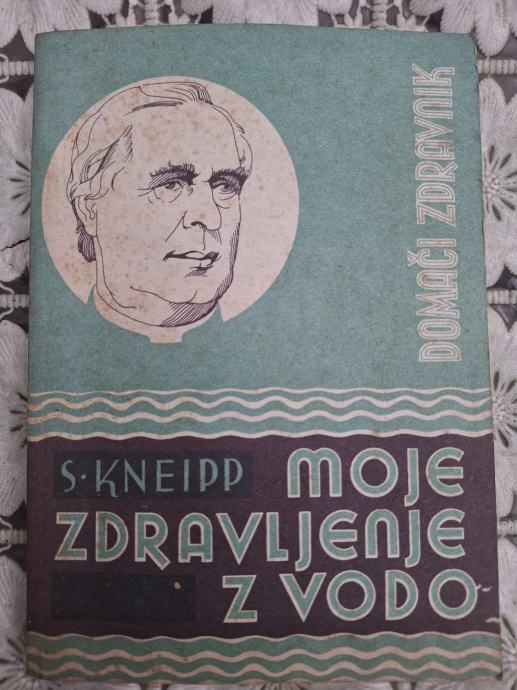 DOMAČI ZDRAVNIK
S. KNEIPP
MOJE
ZDRAVLJENJE
Z VODO